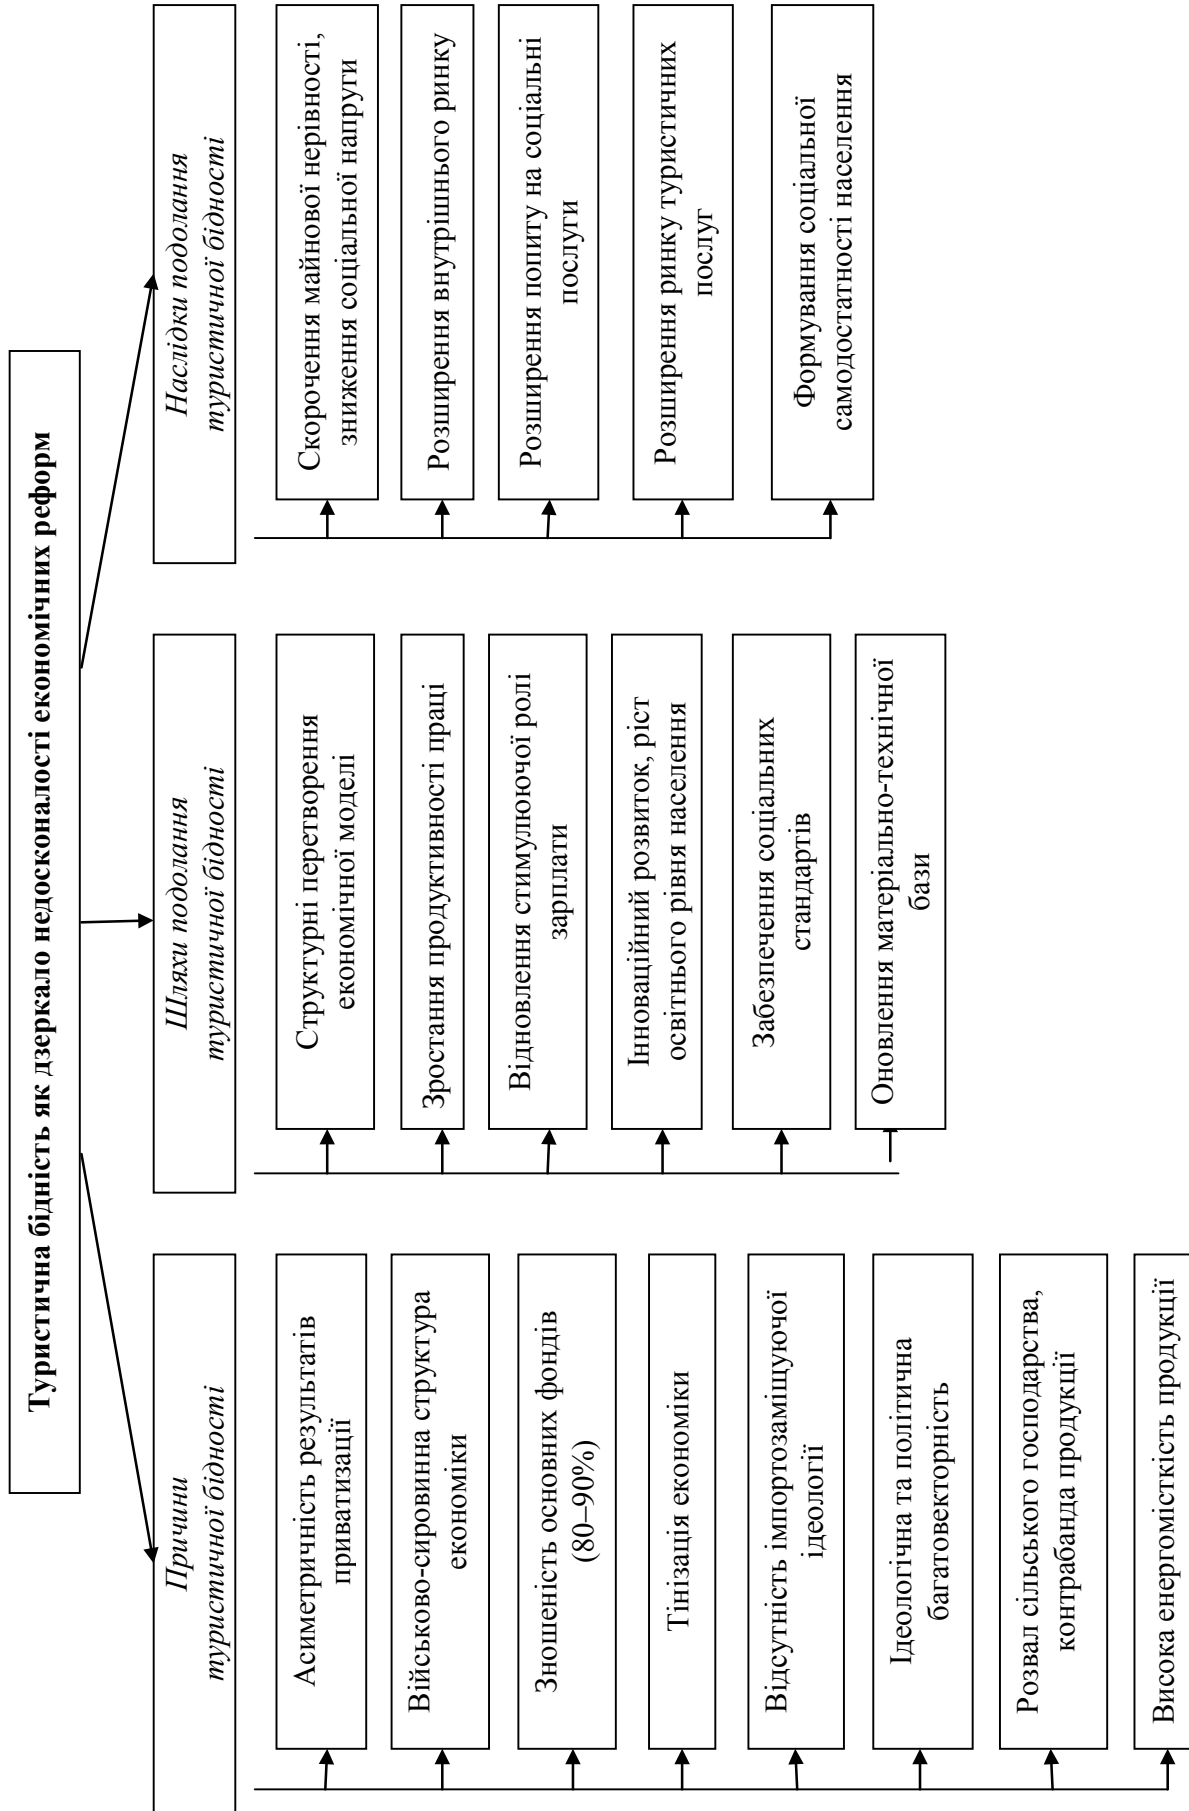 Туристична бідність як дзеркало недосконалості економічних реформ
Причини
туристичної бідності
Асиметричність результатів
приватизації
Військово-сировинна структура
економіки
Зношеність основних фондів
(80–90%)
Тінізація економіки
Відсутність імпортозаміщуючої
ідеології
Ідеологічна та політична
багатовекторність
Розвал сільського господарства,
контрабанда продукції
Висока енергомісткість продукції
Шляхи подолання
туристичної бідності
Структурні перетворення
економічної моделі
Зростання продуктивності праці
Відновлення стимулюючої ролі
зарплати
Інноваційний розвиток, ріст
освітнього рівня населення
Забезпечення соціальних
стандартів
Оновлення матеріально-технічної
бази
Наслідки подолання
туристичної бідності
Скорочення майнової нерівності,
зниження соціальної напруги
Розширення внутрішнього ринку
Розширення попиту на соціальні
послуги
Розширення ринку туристичних
послуг
Формування соціальної
самодостатності населення